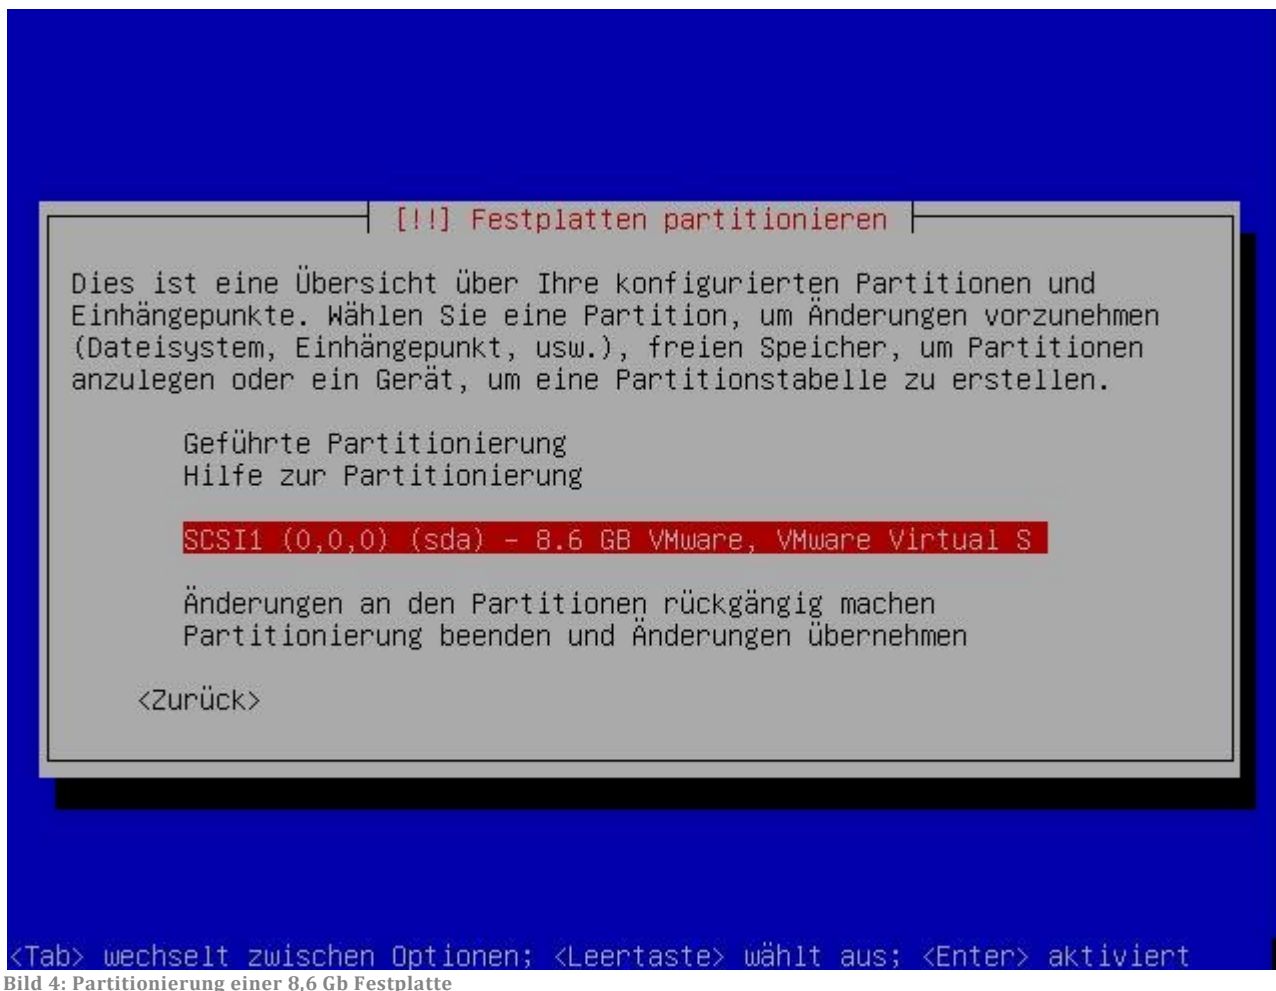 [!!] Festplatten partitionieren
Dies ist eine Übersicht über Ihre konfigurierten Partitionen und
Einhängepunkte. Wählen Sie eine Partition, um Änderungen vorzunehmen
(Dateisystem, Einhängepunkt, usw.), freien Speicher, um Partitionen
anzulegen oder ein Gerät, um eine Partitionstabelle zu erstellen.
Geführte Partitionierung
Hilfe zur Partitionierung
SCSI1 (0,0,0) (sda) – 8.6 GB VMware, VMware Virtual S
Änderungen an den Partitionen rückgängig machen
Partitionierung beenden und Änderungen übernehmen
<Zurück>
<Tab> wechselt zwischen Optionen; <Leertaste> wählt aus; <Enter> aktiviert
Bild 4: Partitionierung einer 8,6 Gb Festplatte